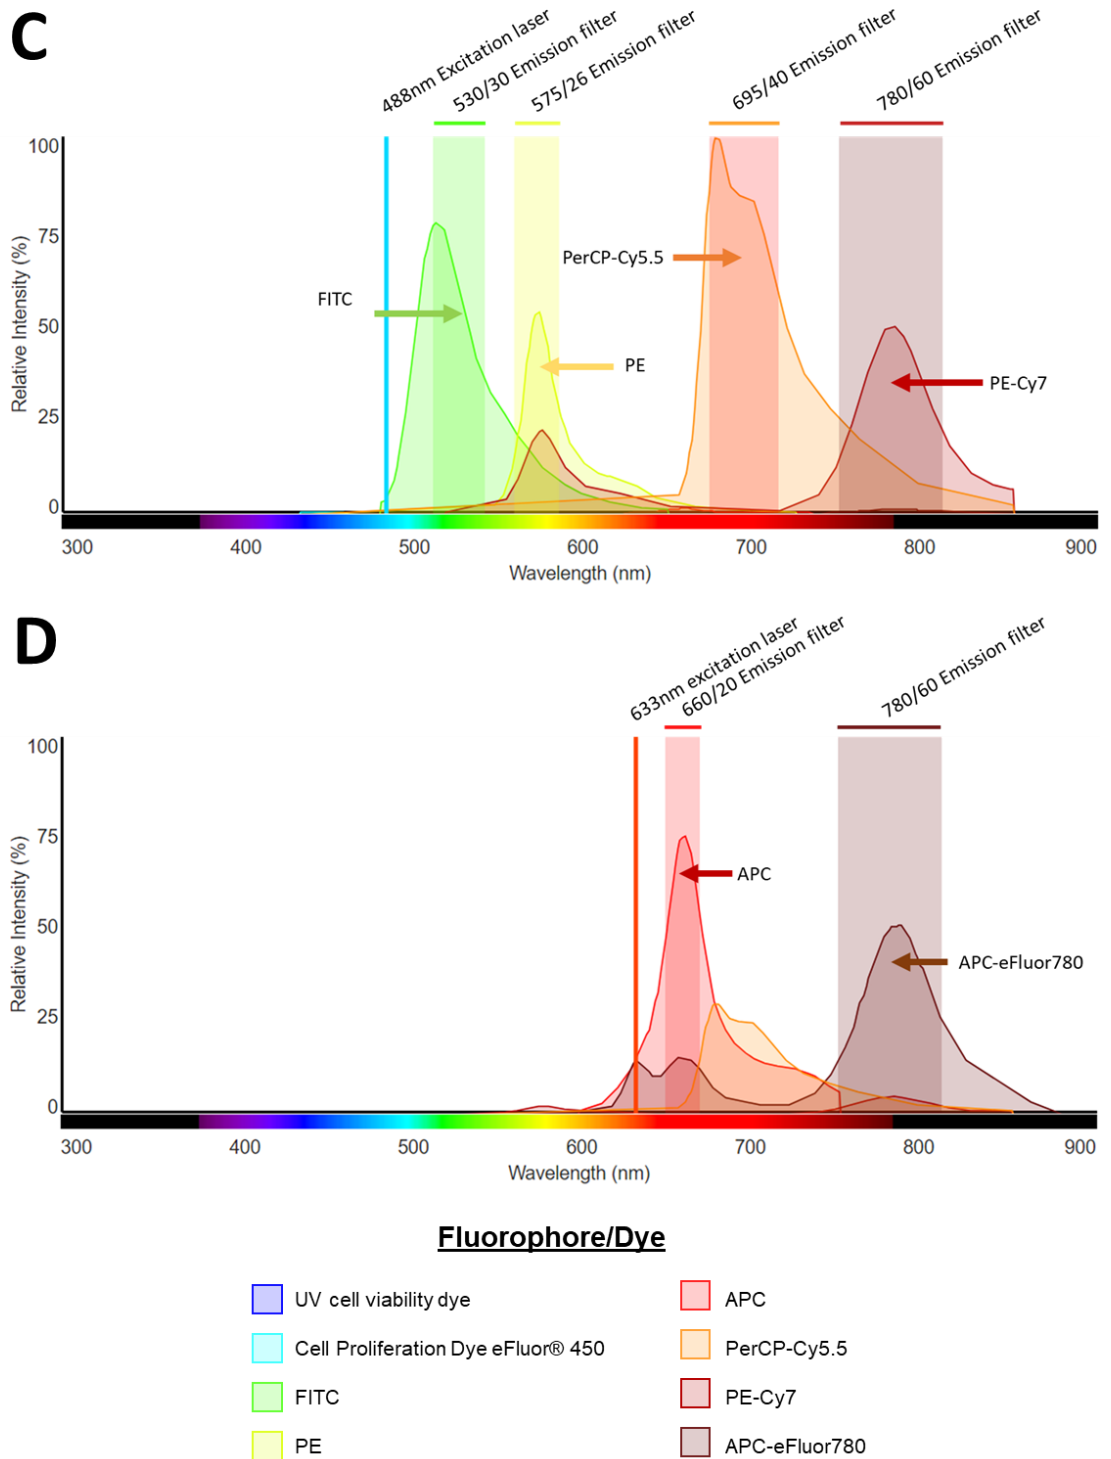 C
488nm Excitation laser
530/30 Emission filter
575/26 Emission filter
695/40 Emission filter
780/60 Emission filter
Relative Intensity (%)
100
75
50
25
0
FITC
PE
PerCP-Cy5.5
PE-Cy7
300 400 500 600 700 800 900
Wavelength (nm)
D
633nm excitation laser
660/20 Emission filter
780/60 Emission filter
Relative Intensity (%)
100
75
50
25
0
APC
APC-eFluor780
300 400 500 600 700 800 900
Wavelength (nm)
Fluorophore/Dye
UV cell viability dye
Cell Proliferation Dye eFluor® 450
FITC
PE
APC
PerCP-Cy5.5
PE-Cy7
APC-eFluor780